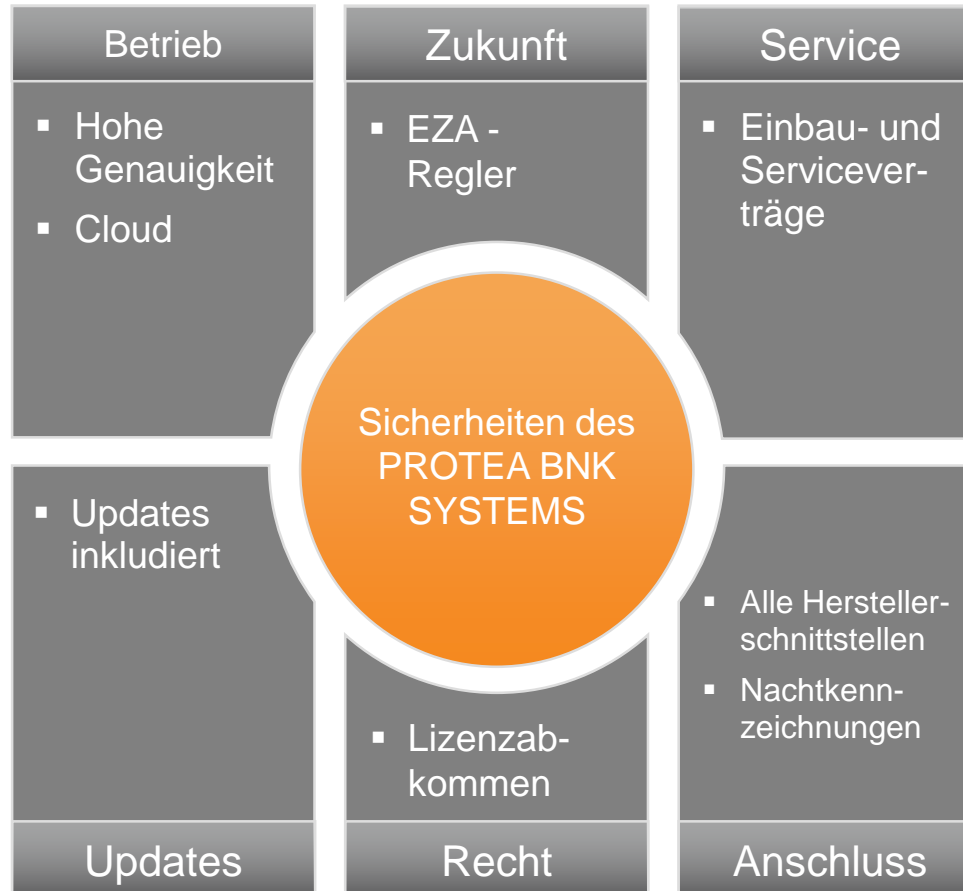 Betrieb
▪ Hohe
Genauigkeit
▪ Cloud
Zukunft
▪ EZA -
Regler
Service
▪ Einbau- und
Servicever-
träge
Sicherheiten des
PROTEA BNK
SYSTEMS
▪ Updates
inkludiert
Updates
▪ Lizenzab-
kommen
Recht
▪ Alle Hersteller-
schnittstellen
▪ Nachtkenn-
zeichnungen
Anschluss